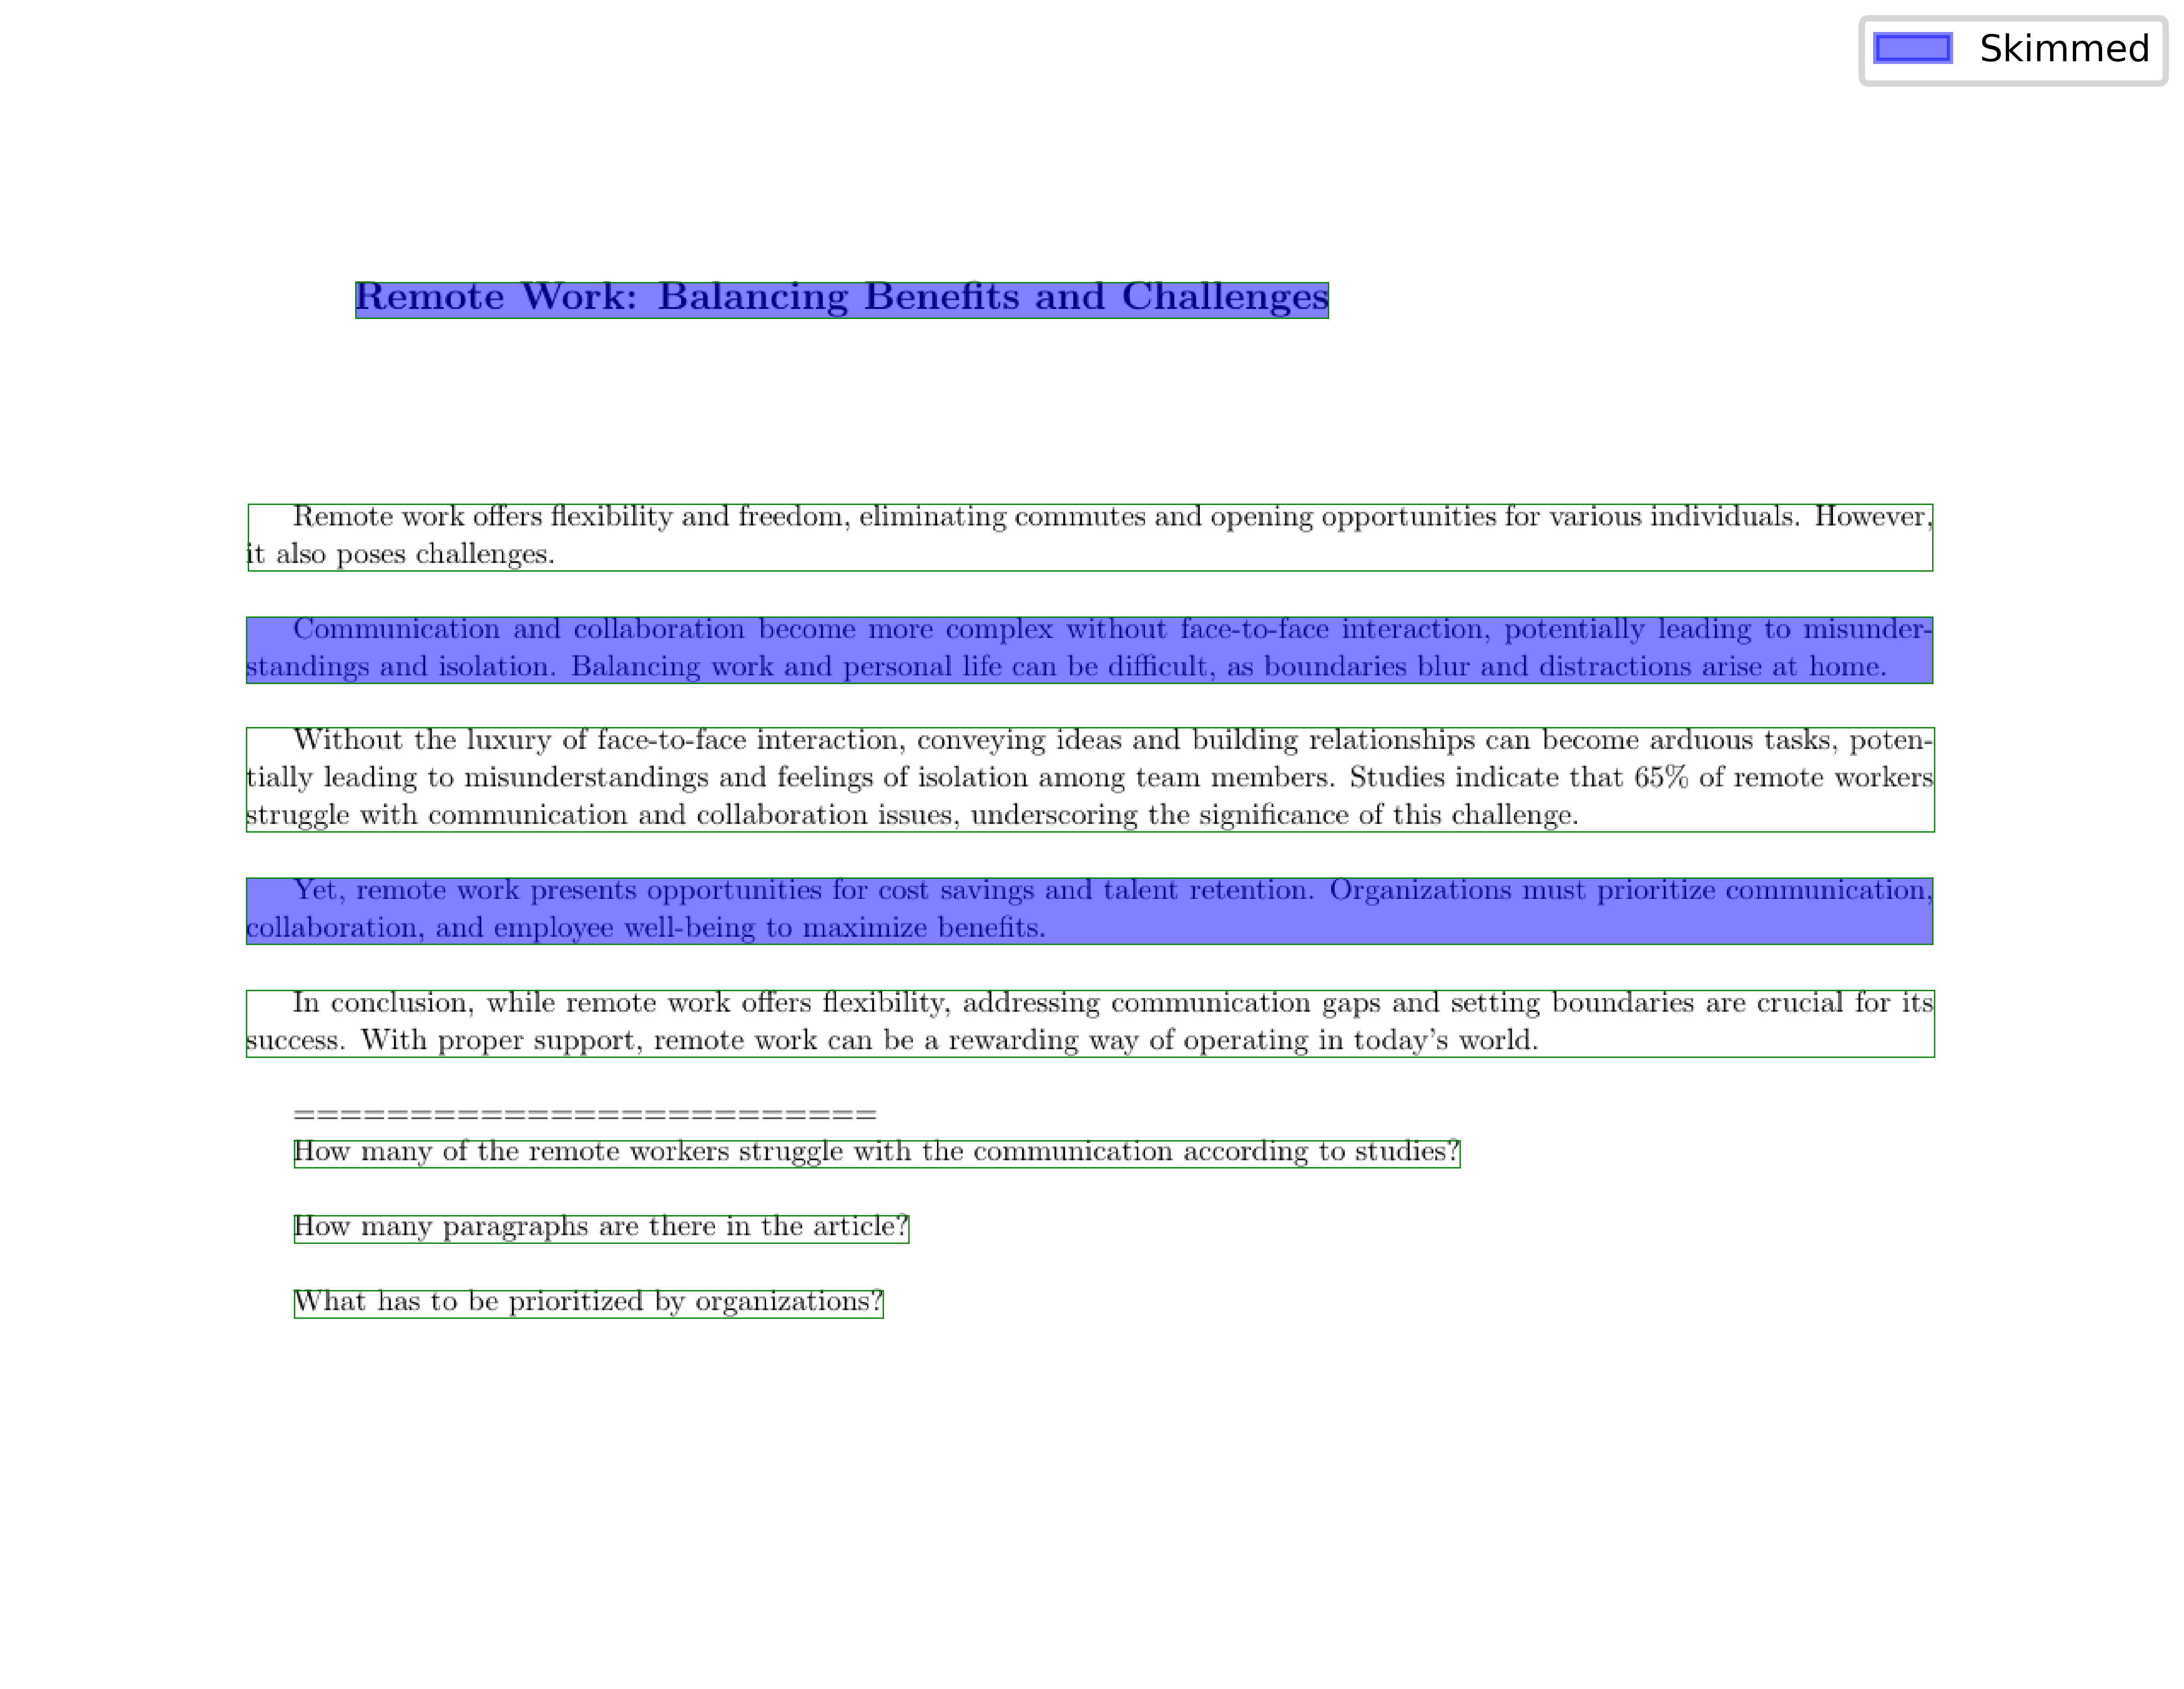 Skimmed
Remote Work: Balancing Benefits and Challenges
Remote work offers flexibility and freedom, eliminating commutes and opening opportunities for various individuals. However,
it also poses challenges.
Communication and collaboration become more complex without face-to-face interaction, potentially leading to misunder-
standings and isolation. Balancing work and personal life can be difficult, as boundaries blur and distractions arise at home.
Without the luxury of face-to-face interaction, conveying ideas and building relationships can become arduous tasks, poten-
tially leading to misunderstandings and feelings of isolation among team members. Studies indicate that 65% of remote workers
struggle with communication and collaboration issues, underscoring the significance of this challenge.
Yet, remote work presents opportunities for cost savings and talent retention. Organizations must prioritize communication,
collaboration, and employee well-being to maximize benefits.
In conclusion, while remote work offers flexibility, addressing communication gaps and setting boundaries are crucial for its
success. With proper support, remote work can be a rewarding way of operating in today's world.
=========================
How many of the remote workers struggle with the communication according to studies?
How many paragraphs are there in the article?
What has to be prioritized by organizations?